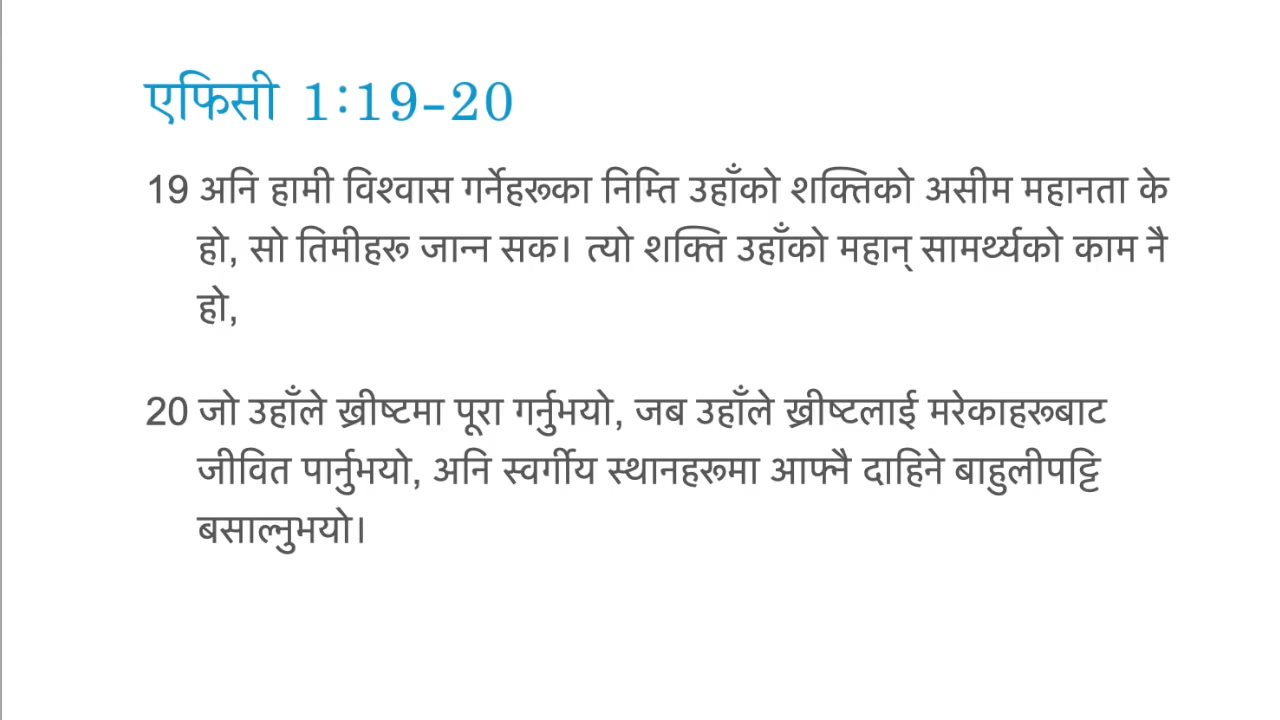 एफिसी 1:19-20
19 अनि हामी विश्वास गर्नेहरूका निम्ति उहाँको शक्तिको असीम महानता के
हो, सो तिमीहरू जान्न सक। त्यो शक्ति उहाँको महान् सामर्थ्यको काम नै
हो,
20 जो उहाँले ख्रीष्टमा पूरा गर्नुभयो, जब उहाँले ख्रीष्टलाई मरेकाहरूबाट
जीवित पार्नुभयो, अनि स्वर्गीय स्थानहरूमा आफ्नै दाहिने बाहुलीपट्टि
बसाल्नुभयो।